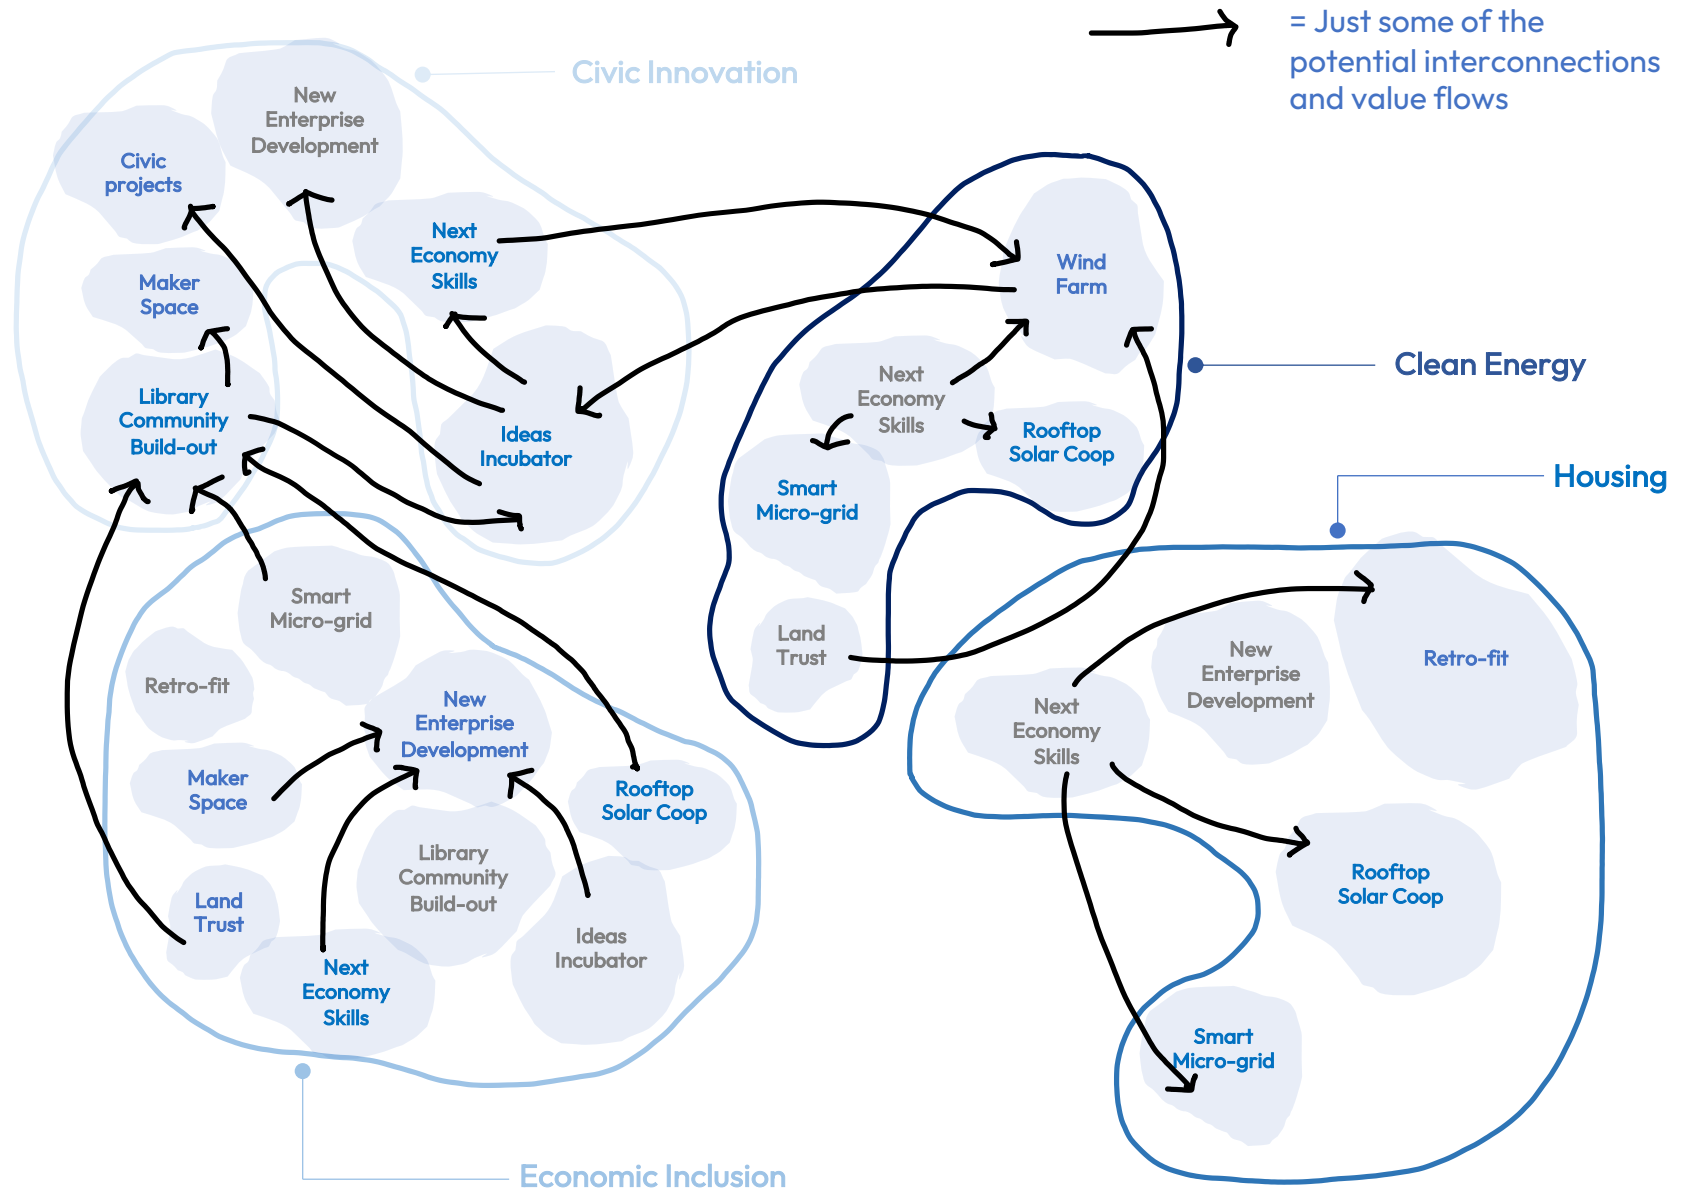 = Just some of the
potential interconnections
and value flows
Civic Innovation
New
Enterprise
Development
Civic
projects
Next
Economy
Skills
Maker
Space
Library
Community
Build-out
Ideas
Incubator
Wind
Farm
Next
Economy
Skills
Rooftop
Solar Coop
Smart
Micro-grid
Land
Trust
Clean Energy
Housing
New
Enterprise
Development
Retro-fit
Next
Economy
Skills
Rooftop
Solar Coop
Smart
Micro-grid
Smart
Micro-grid
Retro-fit
New
Enterprise
Development
Maker
Space
Rooftop
Solar Coop
Library
Community
Build-out
Land
Trust
Ideas
Incubator
Next
Economy
Skills
Economic Inclusion